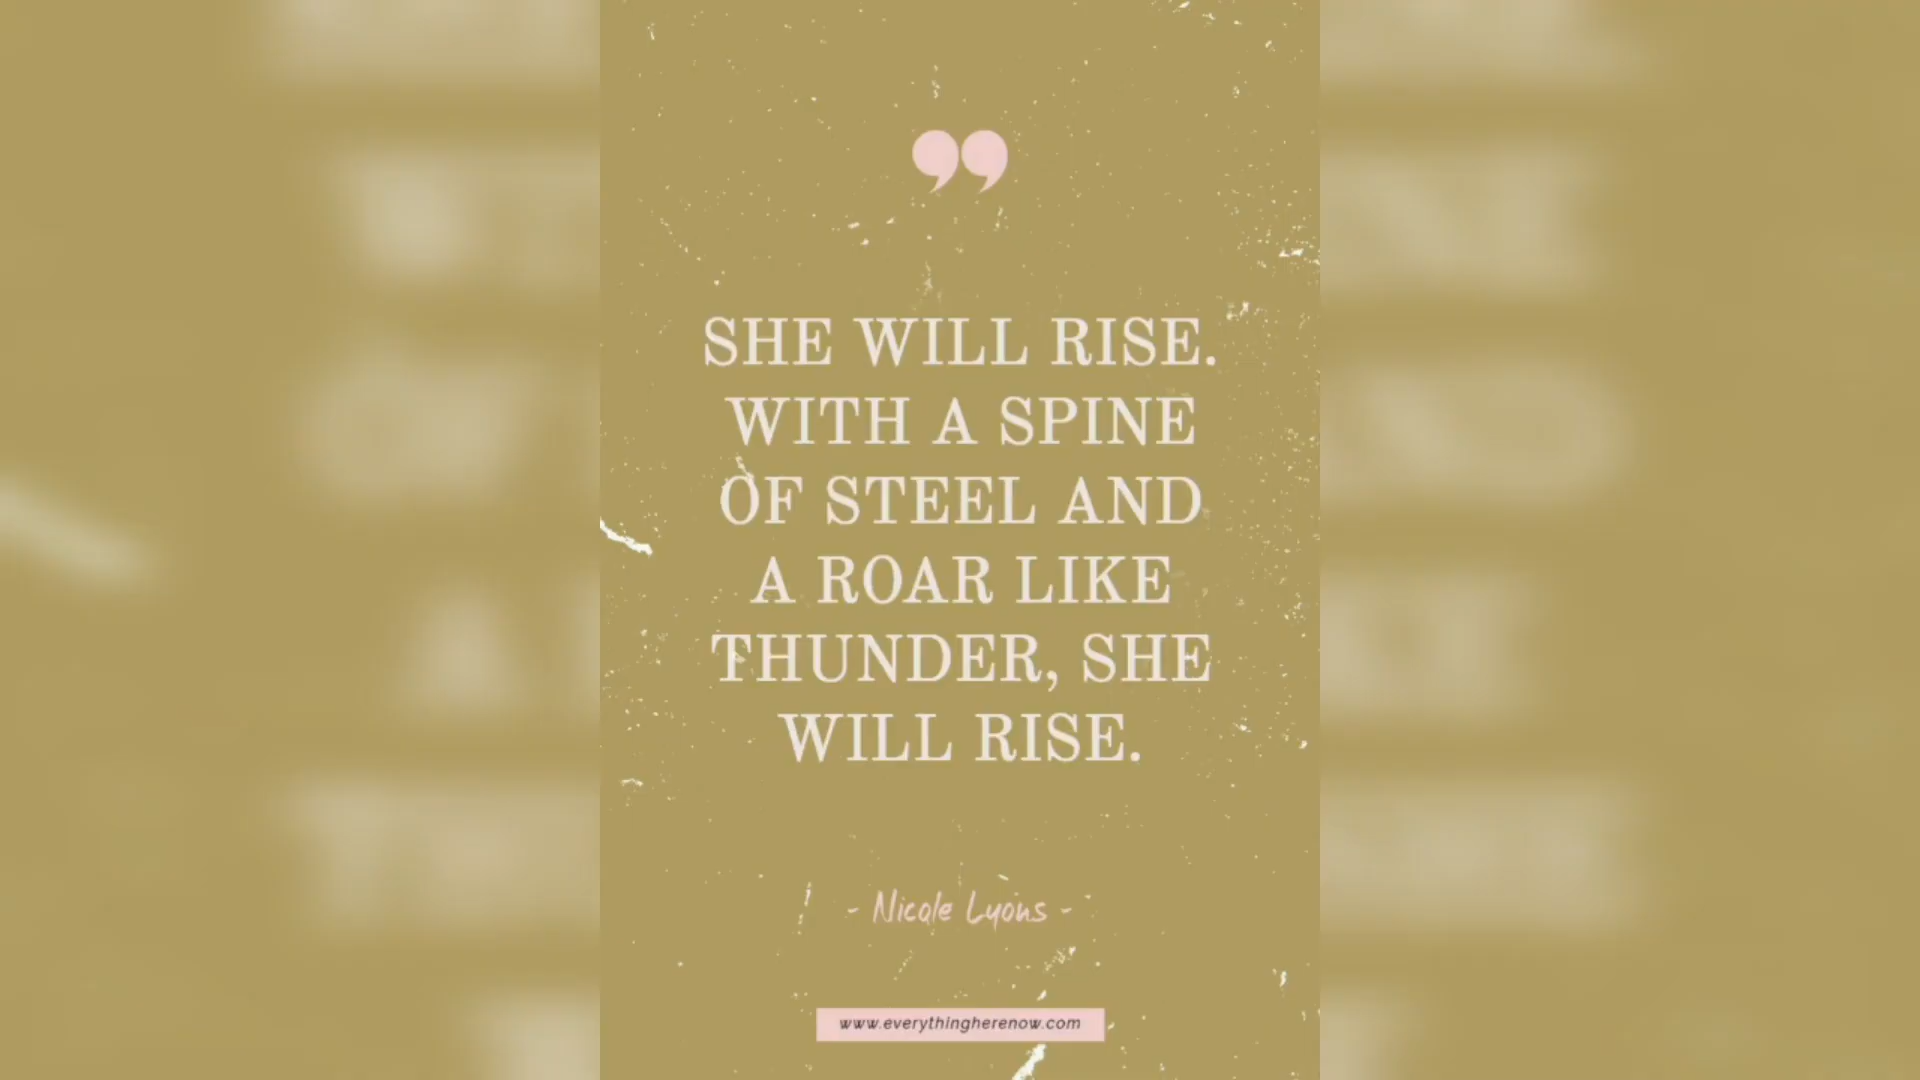 SHE WILL RISE.
WITH A SPINE
OF STEEL AND
A ROAR LIKE
THUNDER, SHE
WILL RISE.
- Nicole Lyons -
www.everythingherenow.com